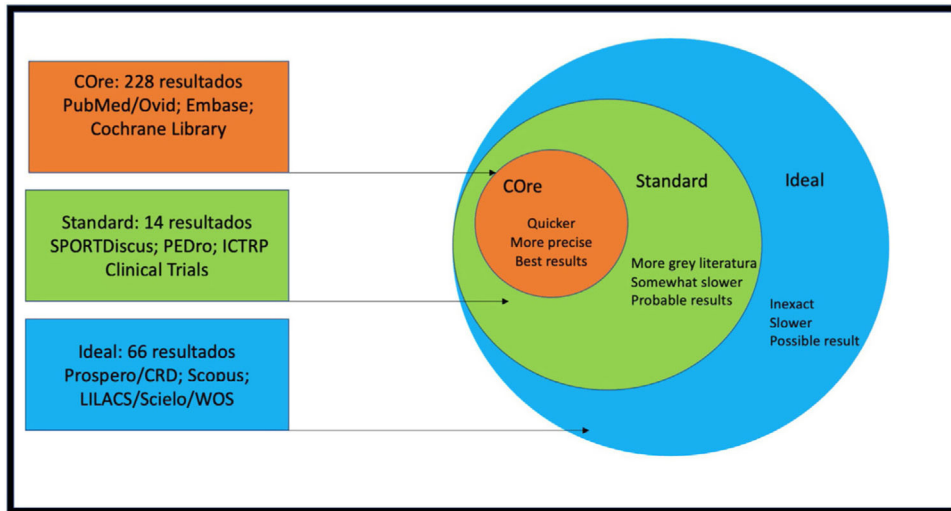 COre: 228 resultados
PubMed/Ovid; Embase;
Cochrane Library
Standard: 14 resultados
SPORTDiscus; PEDro; ICTRP
Clinical Trials
Ideal: 66 resultados
Prospero/CRD; Scopus;
LILACS/Scielo/WOS
COre
Quicker
More precise
Best results
Standard
More grey literatura
Somewhat slower
Probable results
Ideal
Inexact
Slower
Possible result